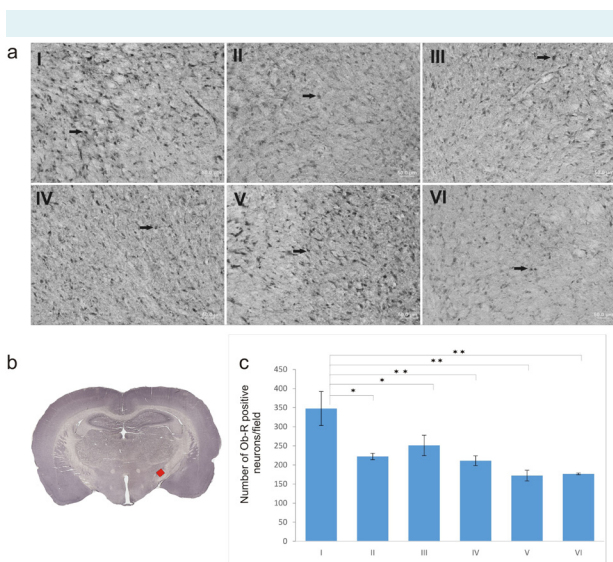 a
I
II
III
IV
V
VI
b
c
Number of Ob-R positive
neurons/field
450
400
350
300
250
200
150
100
50
0
I
II
III
IV
V
VI
*
*
**
**
**